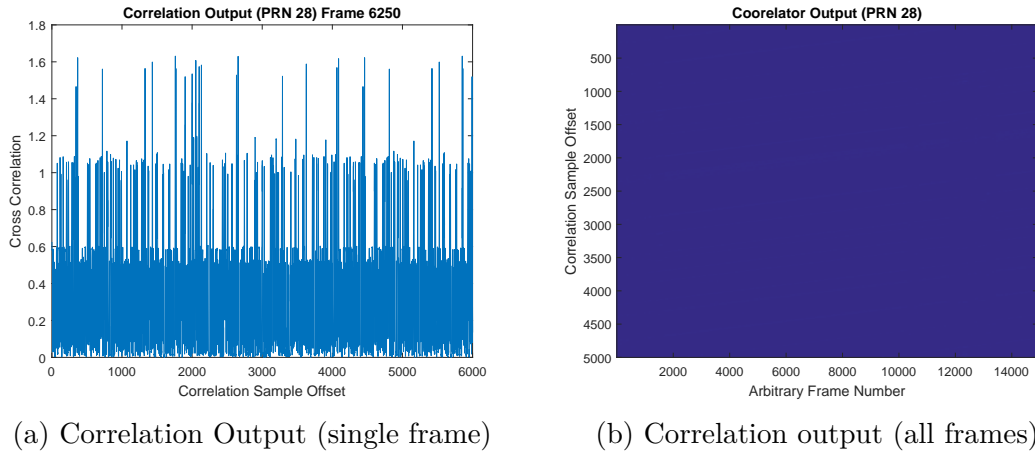 Correlation Output (PRN 28) Frame 6250
1.8
1.6
1.4
1.2
1
0.8
0.6
0.4
0.2
0
Cross Correlation
0 1000 2000 3000 4000 5000 6000
Correlation Sample Offset
(a) Correlation Output (single frame)
Coorelator Output (PRN 28)
500
1000
1500
2000
2500
3000
3500
4000
4500
5000
Correlation Sample Offset
2000 4000 6000 8000 10000 12000 14000
Arbitrary Frame Number
(b) Correlation output (all frames)